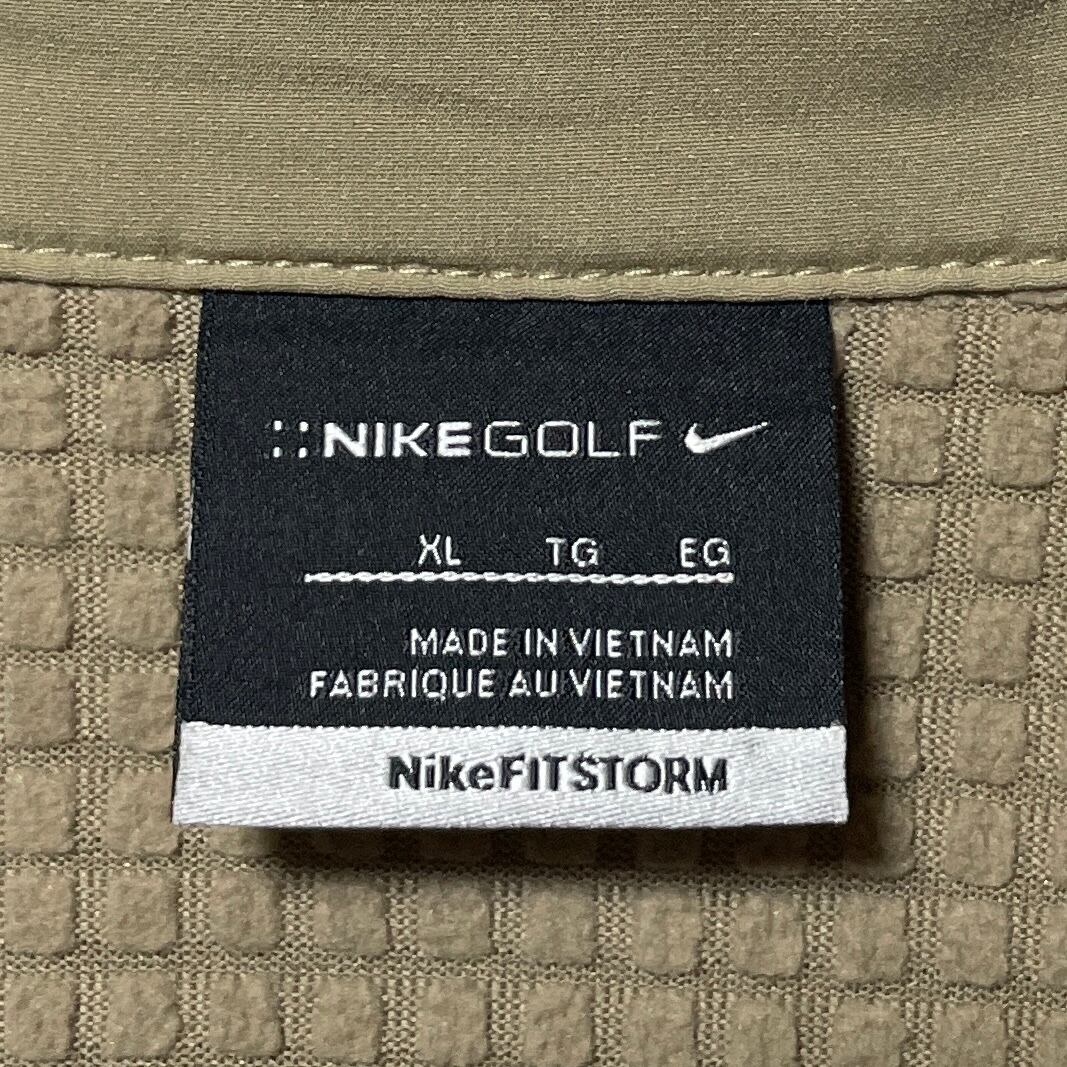 NIKEGOLF
XL TG EG
MADE IN VIETNAM
FABRIQUE AU VIETNAM
NikeFITSTORM